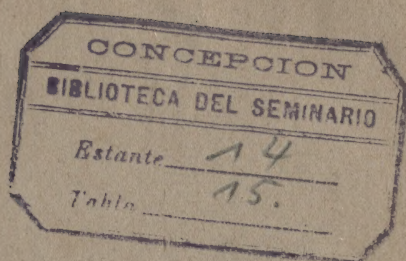 CONCEPCION
BIBLIOTECA DEL SEMINARIO
Estante 14
Tabla 15.